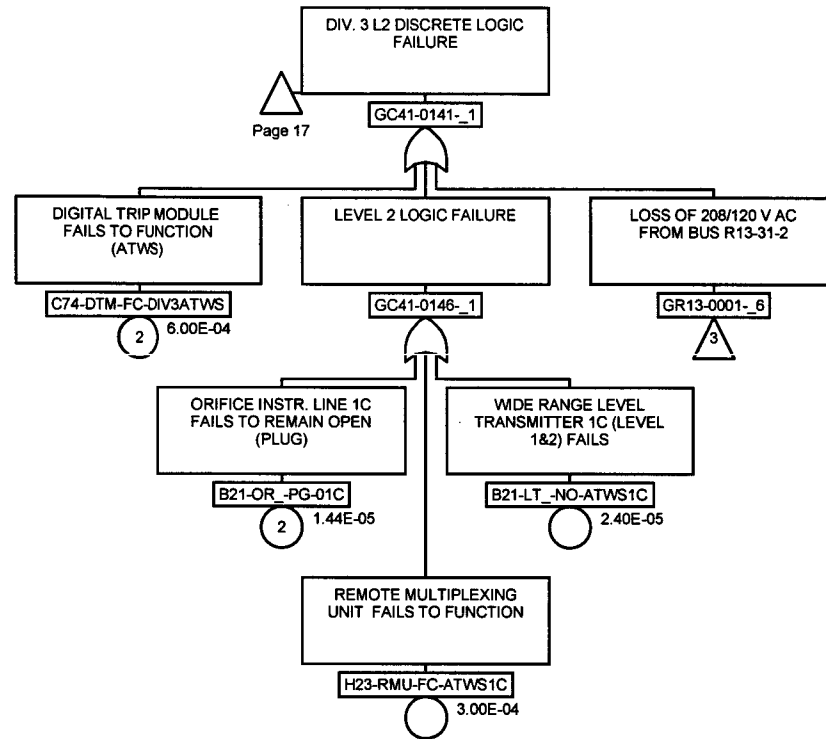 DIV. 3 L2 DISCRETE LOGIC
FAILURE
Page 17
GC41-0141-_1
DIGITAL TRIP MODULE
FAILS TO FUNCTION
(ATWS)
C74-DTM-FC-DIV3ATWS
2
6.00E-04
LEVEL 2 LOGIC FAILURE
GC41-0146-_1
LOSS OF 208/120 V AC
FROM BUS R13-31-2
GR13-0001-_6
3
ORIFICE INSTR. LINE 1C
FAILS TO REMAIN OPEN
(PLUG)
B21-OR_-PG-01C
2
1.44E-05
WIDE RANGE LEVEL
TRANSMITTER 1C (LEVEL
1&2) FAILS
B21-LT_-NO-ATWS1C
2.40E-05
REMOTE MULTIPLEXING
UNIT FAILS TO FUNCTION
H23-RMU-FC-ATWS1C
3.00E-04